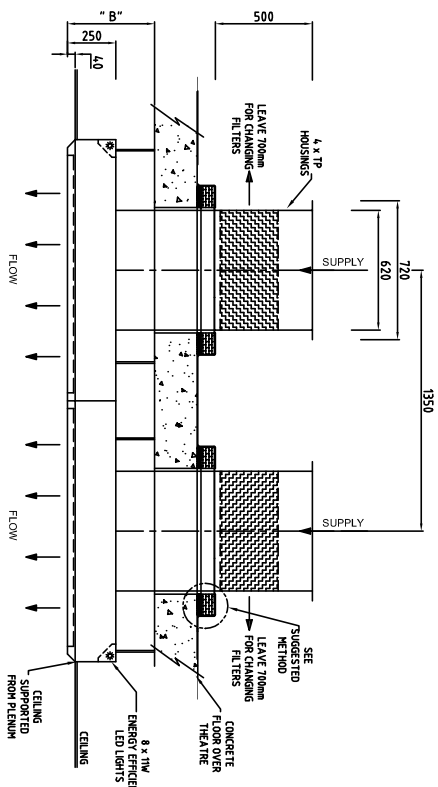 " B"
250
40
500
LEAVE 700mm
FOR CHANGING
FILTERS
4 x TP
HOUSINGS
SUPPLY
720
620
1350
FLOW
SUPPLY
FLOW
LEAVE 700mm
FOR CHANGING
FILTERS
SEE
SUGGESTED
METHOD
CONCRETE
FLOOR OVER
THEATRE
8 x 11W
ENERGY EFFICIE
LED LIGHTS
CEILING
CEILING
SUPPORTED
FROM PLENUM